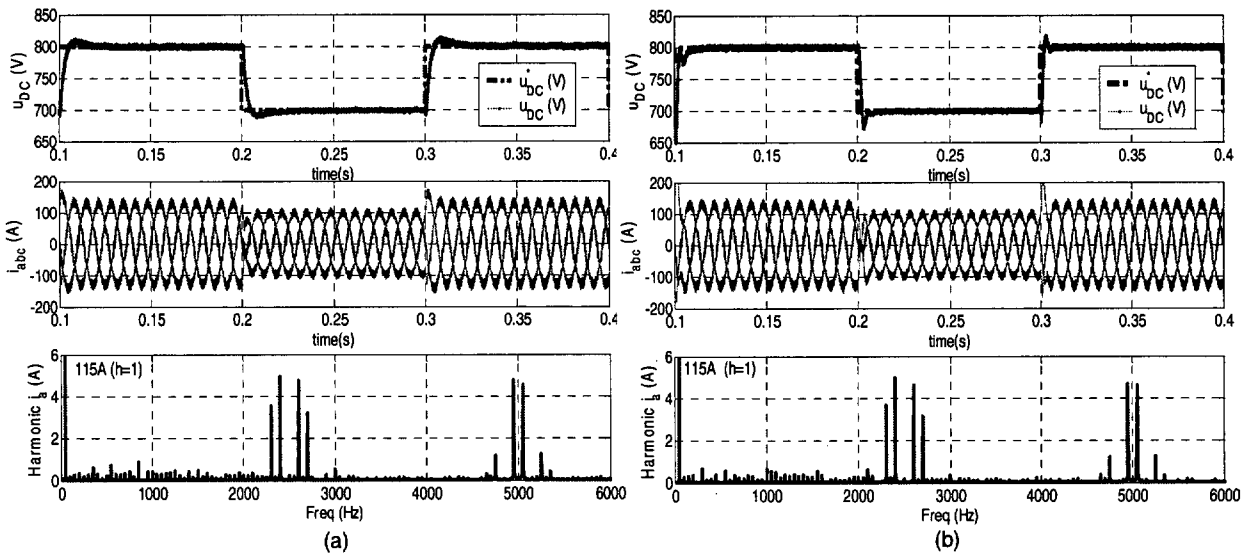 850
800
750
700
650
u_DC (V)
u*_DC (V)
u_DC (V)
0.1 0.15 0.2 0.25 0.3 0.35 0.4
time(s)
200
100
0
-100
-200
i_abc (A)
0.1 0.15 0.2 0.25 0.3 0.35 0.4
time(s)
6
4
2
0
Harmonic i_a (A)
115A (h=1)
0 1000 2000 3000 4000 5000 6000
Freq (Hz)
(a)
850
800
750
700
650
u_DC (V)
u*_DC (V)
u_DC (V)
0.1 0.15 0.2 0.25 0.3 0.35 0.4
time(s)
200
100
0
-100
-200
i_abc (A)
0.1 0.15 0.2 0.25 0.3 0.35 0.4
time(s)
6
4
2
0
Harmonic i_a (A)
115A (h=1)
0 1000 2000 3000 4000 5000 6000
Freq (Hz)
(b)